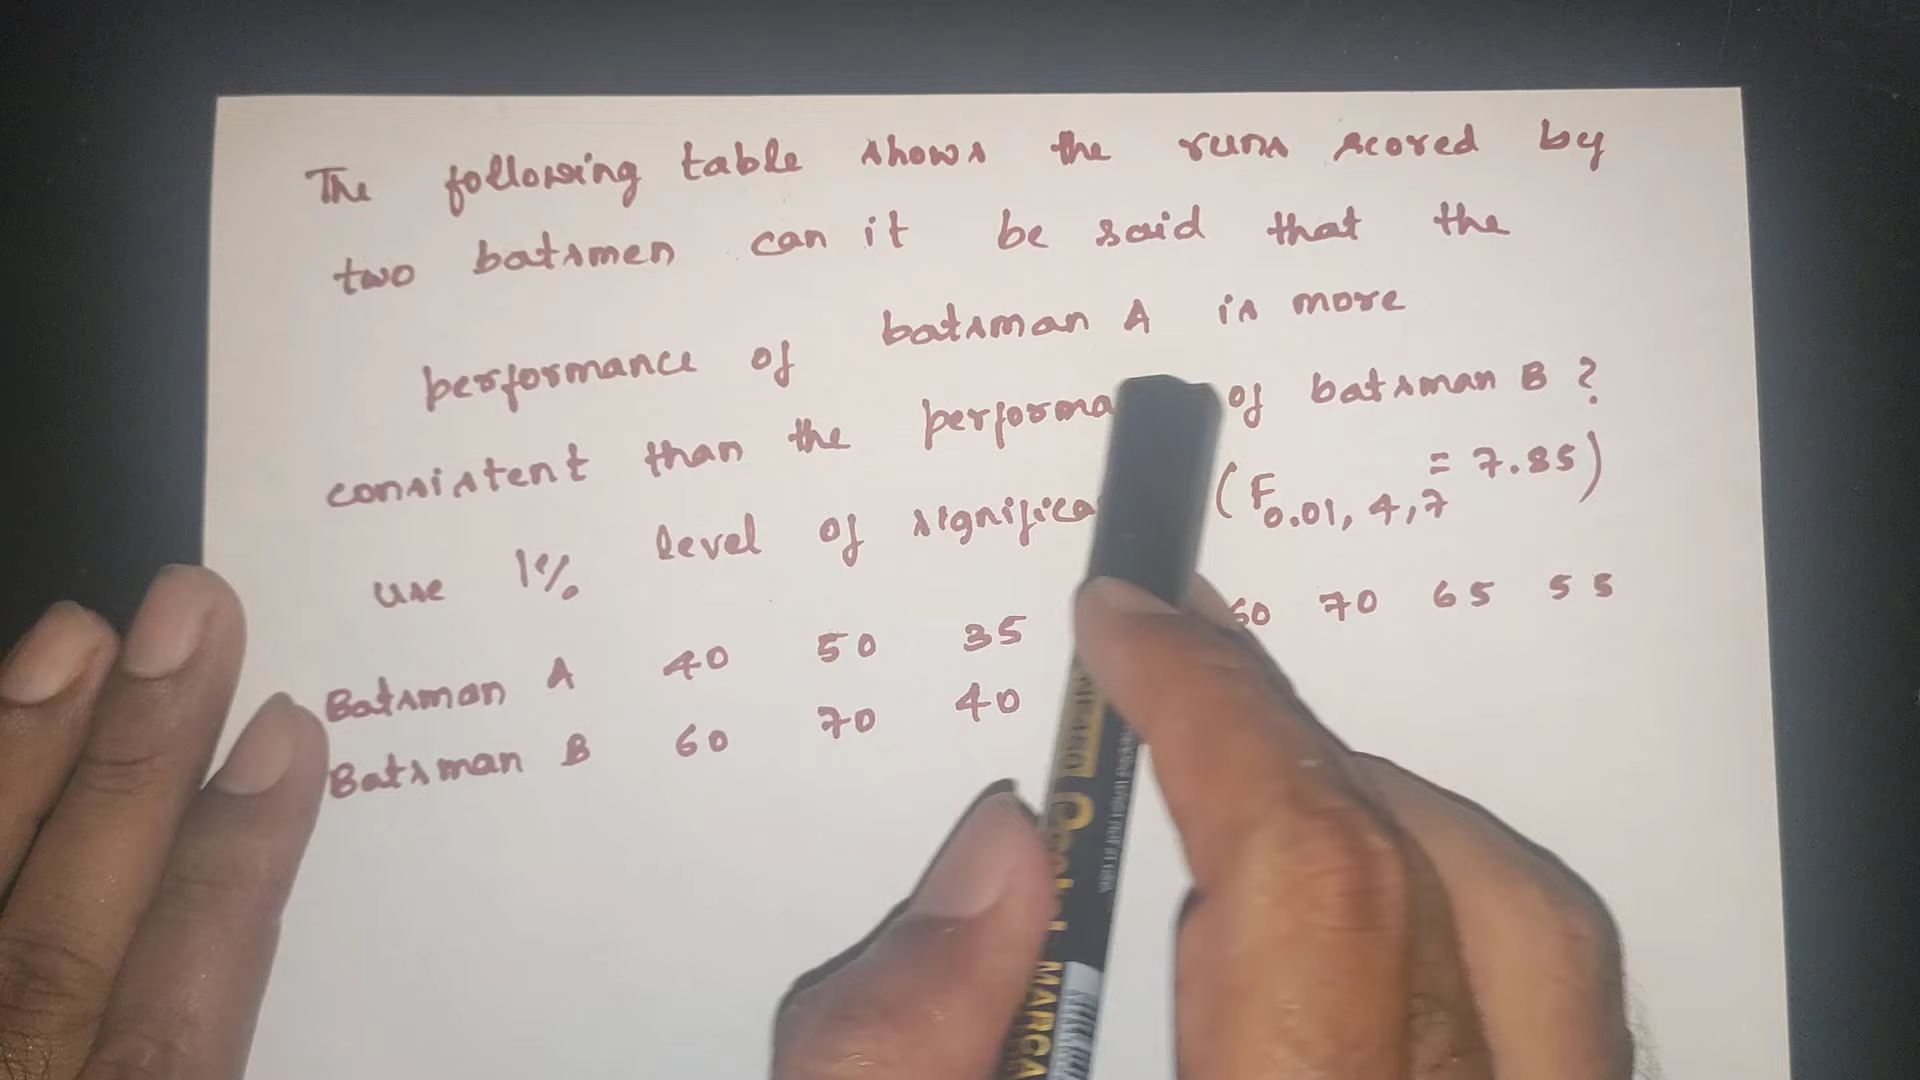 The following table shows the runs scored by
two batsmen can it be said that the
performance of batsman A is more
consistent than the performa of batsman B ?
use 1% level of significa (F0.01, 4,7 = 7.85)
Batsman A 40 50 35 60 70 65 55
Batsman B 60 70 40
MARCA